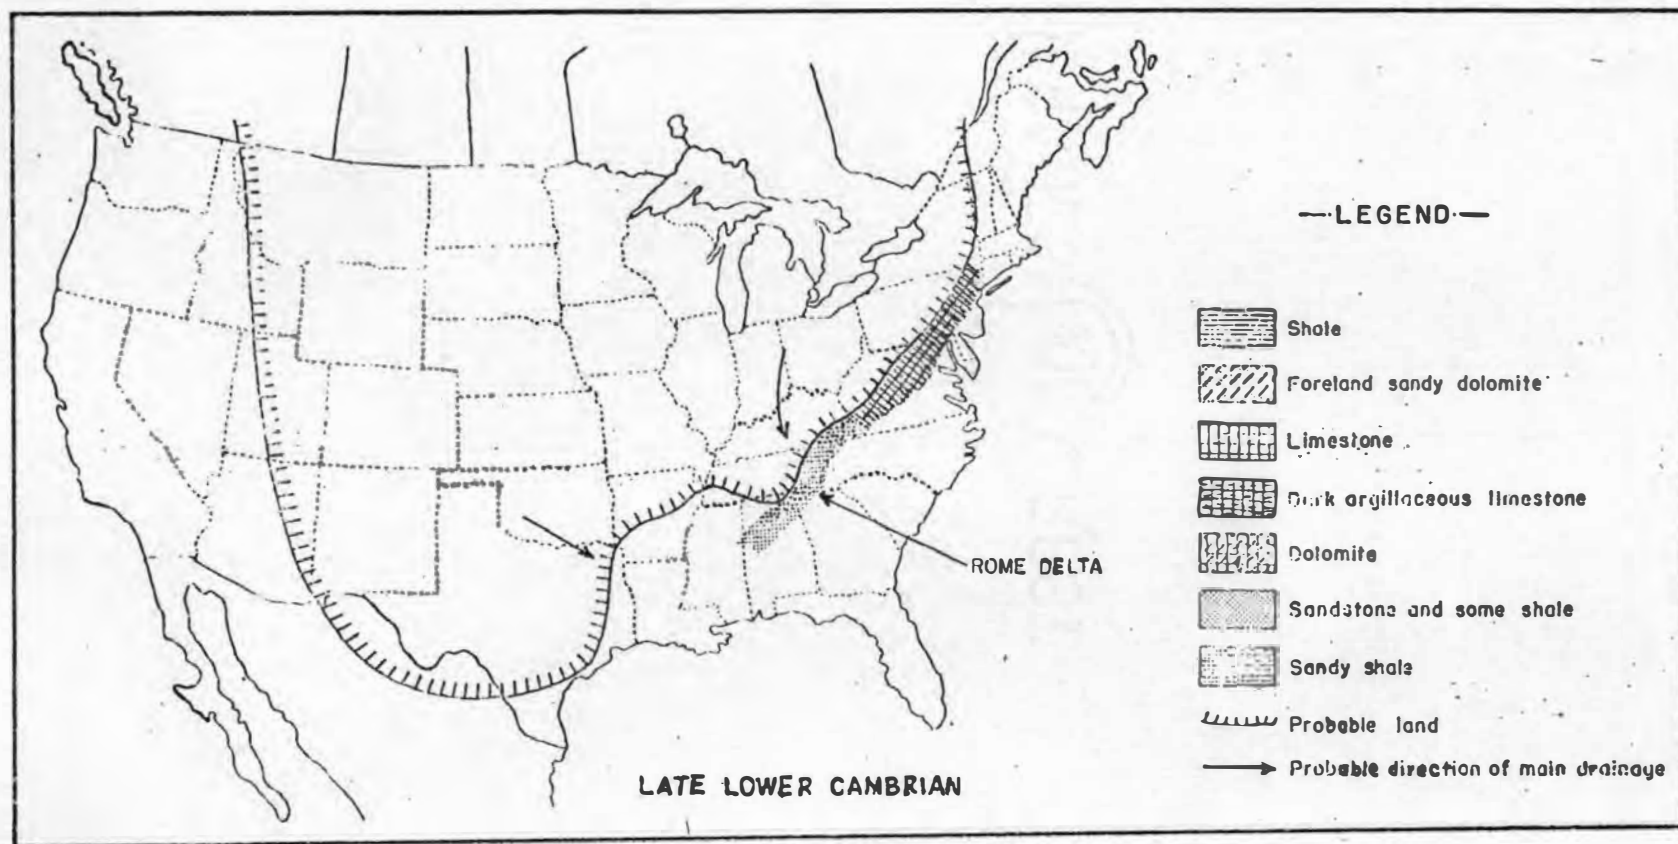 —LEGEND—
Shale
Foreland sandy dolomite
Limestone
Dark argillaceous limestone
Dolomite
Sandstone and some shale
Sandy shale
Probable land
Probable direction of main drainage
ROME DELTA
LATE LOWER CAMBRIAN